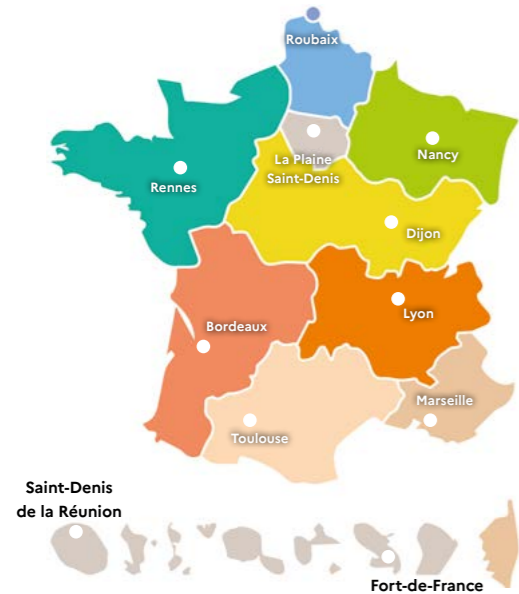 Roubaix
La Plaine
Saint-Denis
Nancy
Rennes
Dijon
Lyon
Bordeaux
Marseille
Toulouse
Saint-Denis
de la Réunion
Fort-de-France